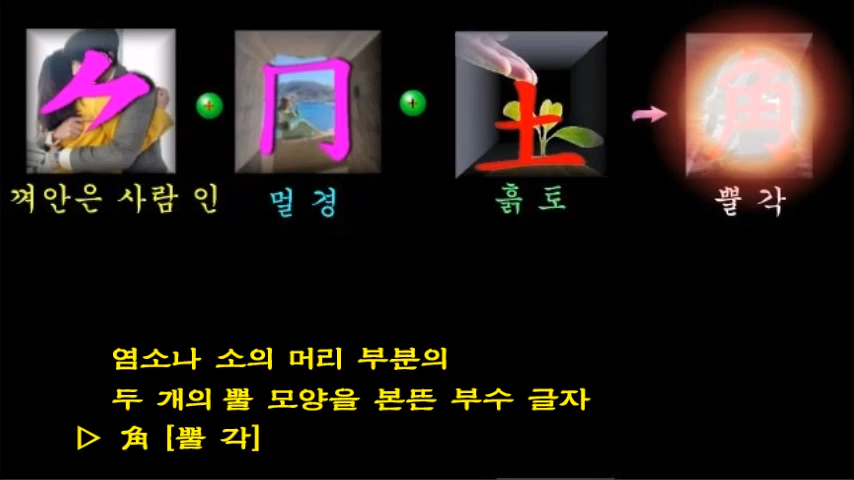 ⺈ + 冂 + 土 → 角
껴안은 사람 인 멀 경 흙 토 뿔 각
염소나 소의 머리 부분의
두 개의 뿔 모양을 본뜬 부수 글자
▷ 角 [뿔 각]